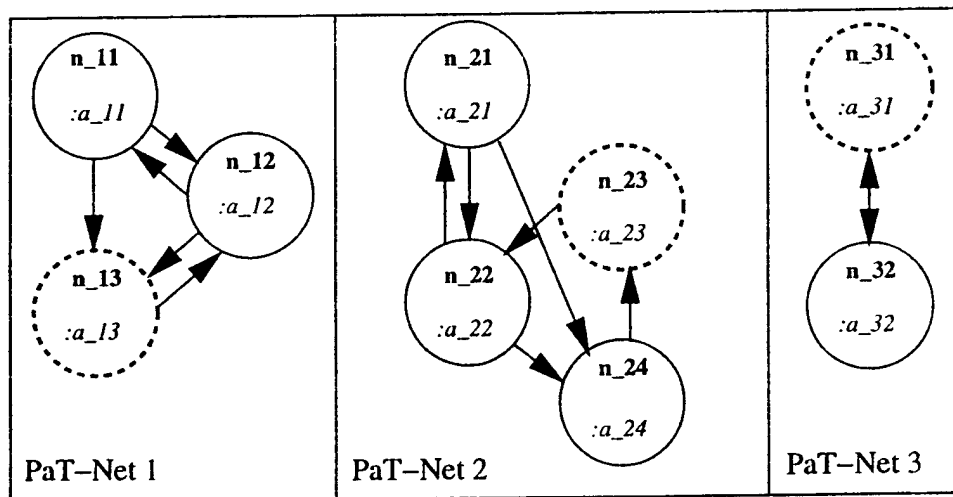 n_11
:a_11
n_12
:a_12
n_13
:a_13
PaT–Net 1
n_21
:a_21
n_23
:a_23
n_22
:a_22
n_24
:a_24
PaT–Net 2
n_31
:a_31
n_32
:a_32
PaT–Net 3